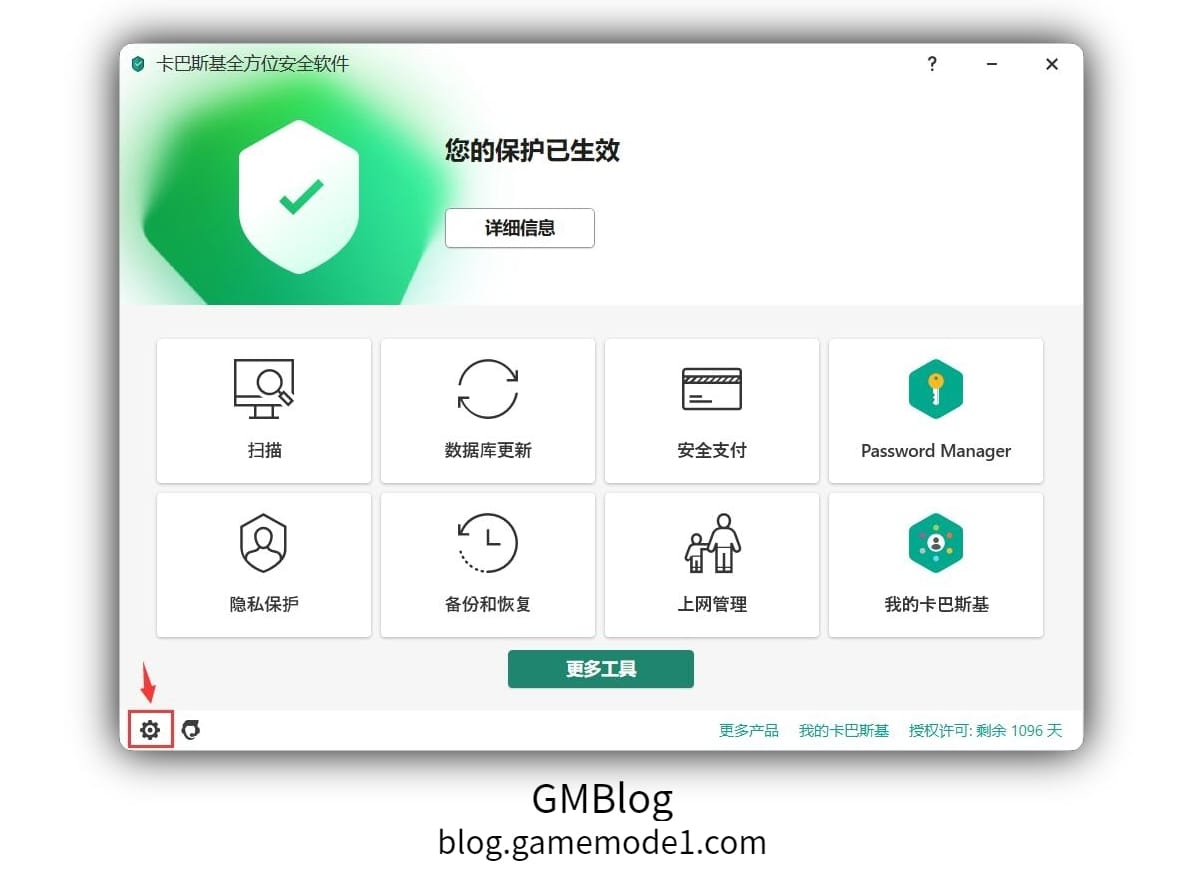 卡巴斯基全方位安全软件
?
您的保护已生效
详细信息
扫描
数据库更新
安全支付
Password Manager
隐私保护
备份和恢复
上网管理
我的卡巴斯基
更多工具
更多产品 我的卡巴斯基 授权许可: 剩余 1096 天
GMBlog
blog.gamemode1.com